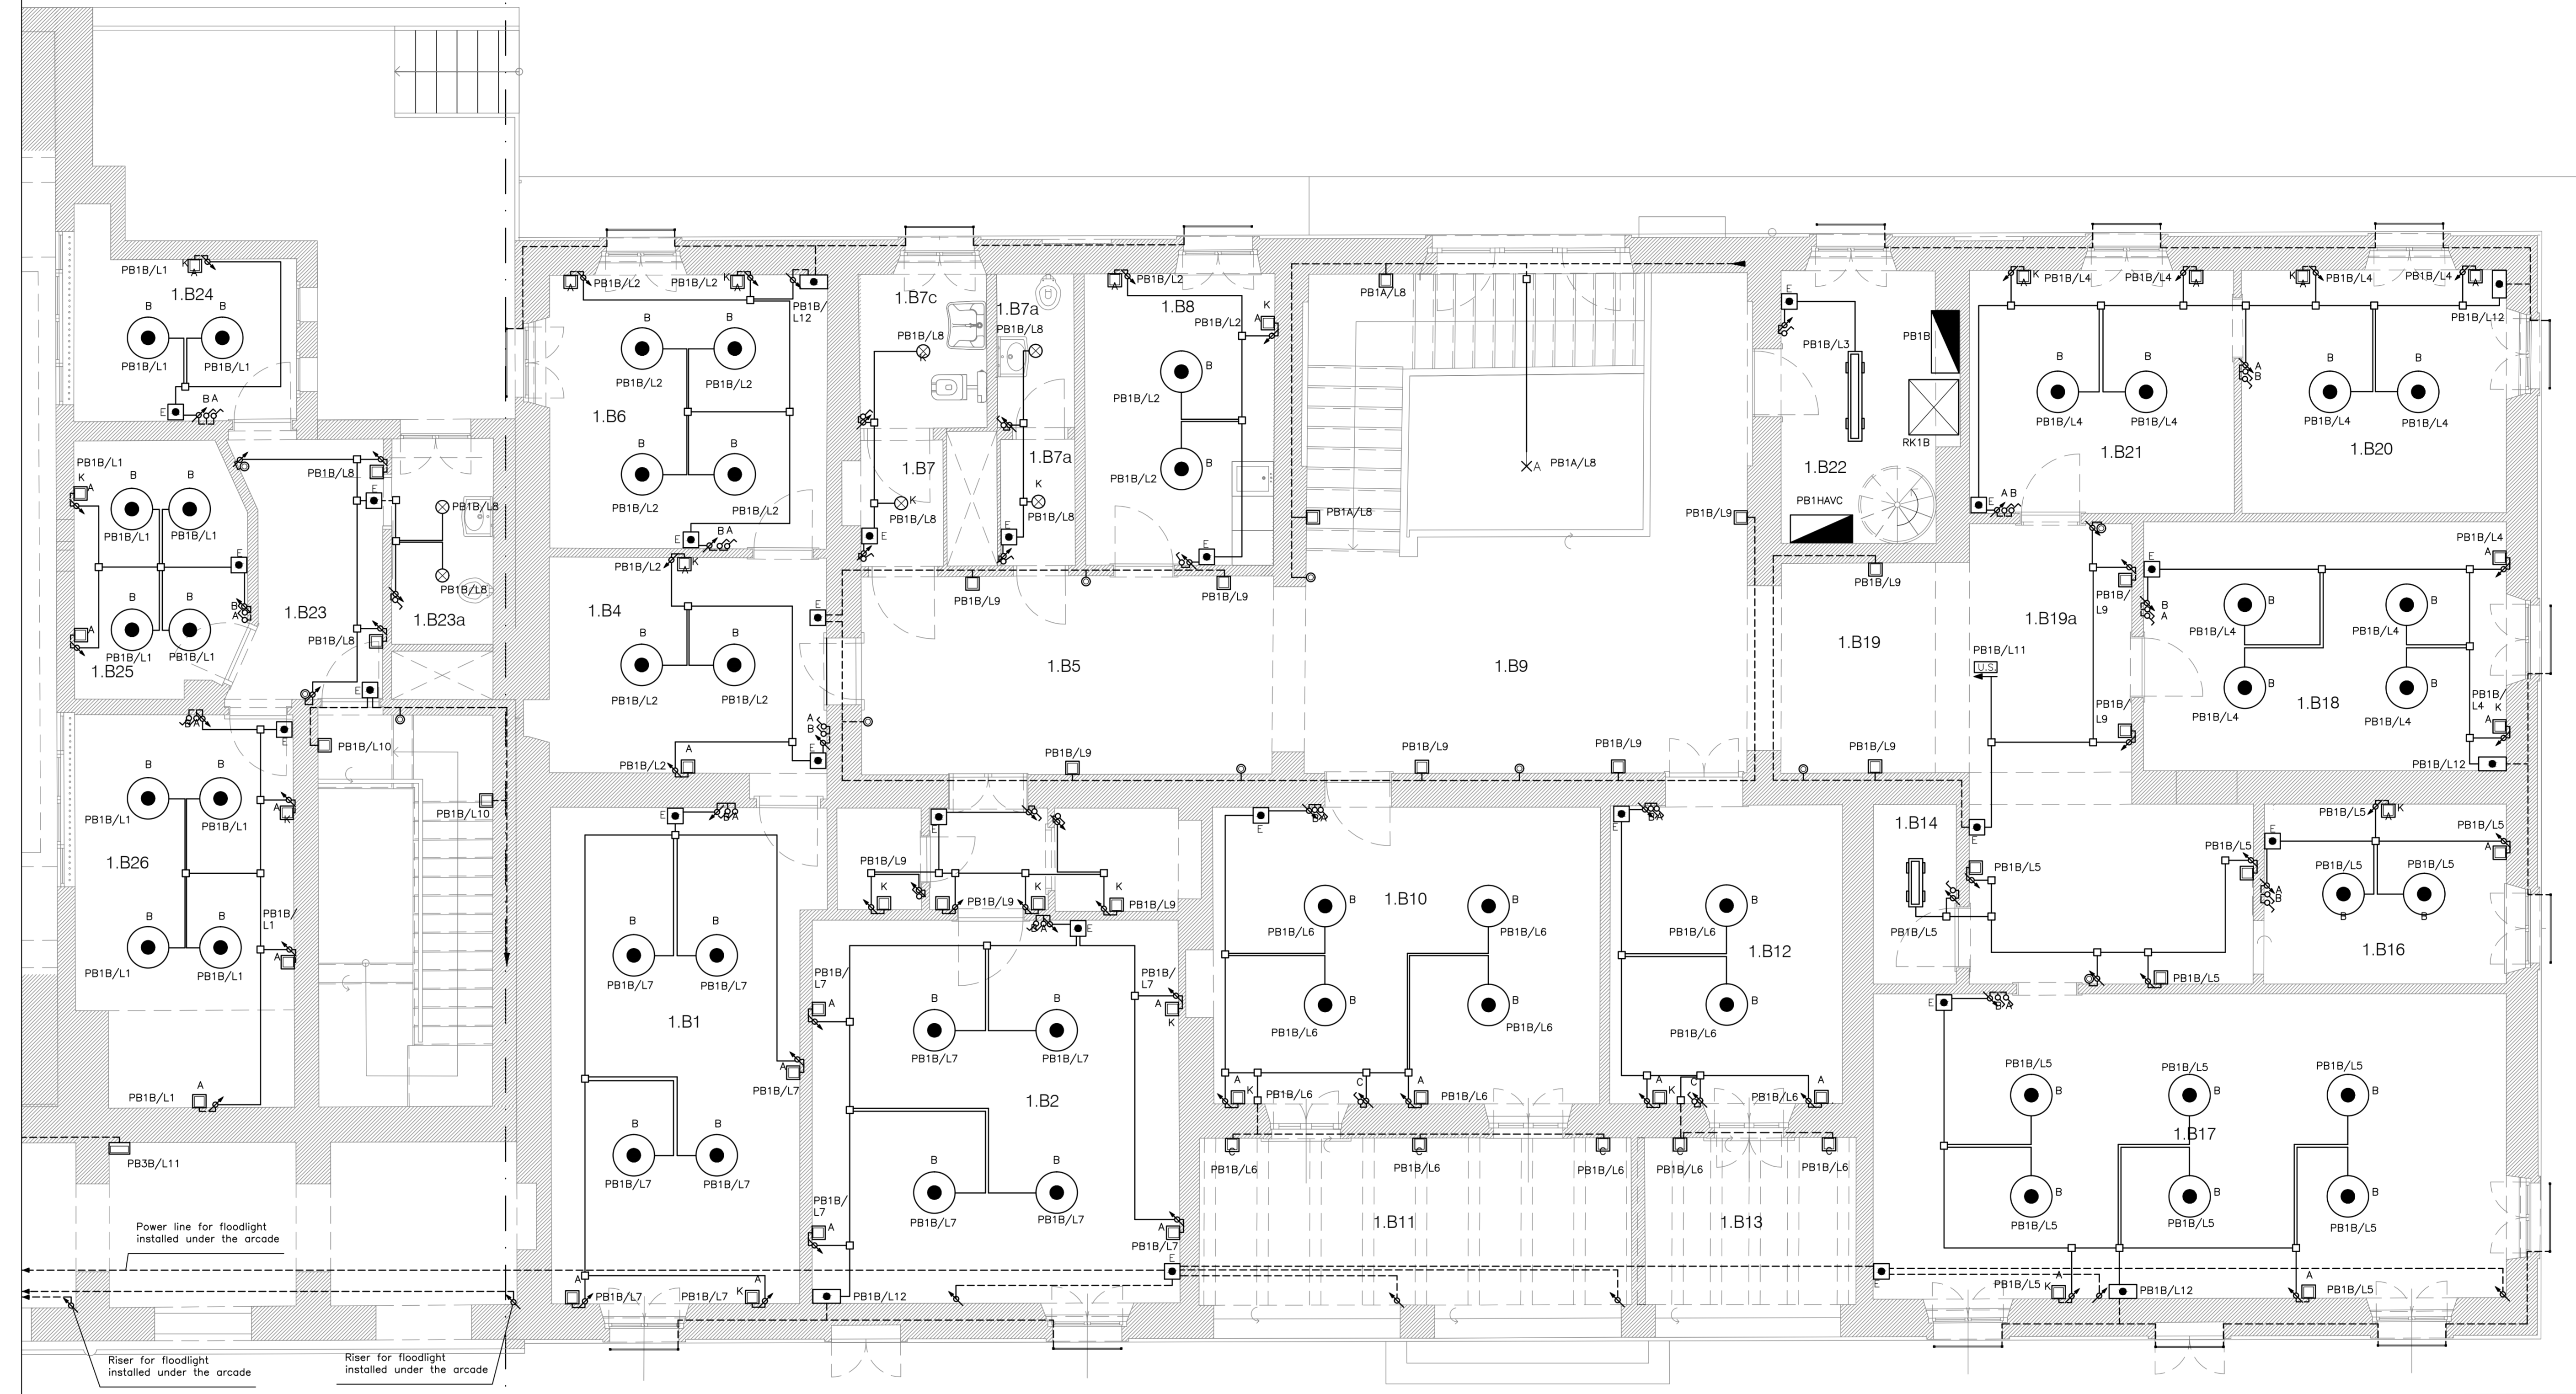 PB1B/L1
K
A
1.B24
B
B
PB1B/L1
PB1B/L1
E
B A
PB1B/L1
K
A
B
B
PB1B/L1
PB1B/L1
E
B
A
B
B
A
PB1B/L1
PB1B/L1
1.B25
PB1B/L8
E
PB1B/L8
1.B23
PB1B/L8
PB1B/L8
1.B23a
E
PB1B/L10
PB1B/L10
B A
E
B
B
PB1B/L1
PB1B/L1
A
K
1.B26
B
B
PB1B/
L1
A
PB1B/L1
PB1B/L1
A
PB1B/L1
PB3B/L11
Power line for floodlight
installed under the arcade
Riser for floodlight
installed under the arcade
Riser for floodlight
installed under the arcade
A
PB1B/L2
PB1B/L2
K
A
PB1B/
L12
B
B
PB1B/L2
PB1B/L2
1.B6
B
B
PB1B/L2
PB1B/L2
E
B A
PB1B/L2
K
A
1.B4
E
B
B
PB1B/L2
PB1B/L2
A
B
E
A
PB1B/L2
1.B7c
PB1B/L8
K
1.B7
K
PB1B/L8
E
1.B7a
PB1B/L8
1.B7a
K
PB1B/L8
E
A
PB1B/L2
1.B8
K
A
PB1B/L2
B
PB1B/L2
B
PB1B/L2
E
PB1B/L9
PB1B/L9
1.B5
PB1B/L9
PB1A/L8
A
PB1A/L8
PB1A/L8
PB1B/L9
1.B9
PB1B/L9
PB1B/L9
E
PB1B/L3
PB1B
RK1B
1.B22
PB1HAVC
PB1B/L9
1.B19
PB1B/L9
K
A
PB1B/L4
PB1B/L4
A
B
B
PB1B/L4
PB1B/L4
1.B21
E
A B
K
A
PB1B/L4
PB1B/L4
A
PB1B/L12
A
B
B
B
PB1B/L4
PB1B/L4
1.B20
PB1B/
L9
1.B19a
PB1B/L11
U.S.
PB1B/
L9
E
B
A
PB1B/L4
A
B
B
PB1B/L4
PB1B/L4
B
B
PB1B/L4
PB1B/L4
1.B18
PB1B/
L4
K
A
PB1B/L12
E
B A
1.B1
B
B
PB1B/L7
PB1B/L7
A
PB1B/L7
B
B
PB1B/L7
PB1B/L7
A
PB1B/L7
PB1B/L7
K
A
E
PB1B/L9
K
PB1B/L9
K
K
PB1B/L9
B A
E
PB1B/
L7
A
PB1B/
L7
A
K
B
B
PB1B/L7
PB1B/L7
1.B2
B
B
PB1B/L7
PB1B/L7
PB1B/
L7
A
A
PB1B/L7
PB1B/L12
E
E
B A
B
PB1B/L6
B
PB1B/L6
1.B10
B
PB1B/L6
B
PB1B/L6
A
K
PB1B/L6
C
A
PB1B/L6
C
PB1B/L6
C
PB1B/L6
C
PB1B/L6
1.B11
E
B A
B
PB1B/L6
1.B12
B
PB1B/L6
A
K
C
PB1B/L6
A
C
PB1B/L6
C
PB1B/L6
1.B13
1.B14
E
PB1B/L5
PB1B/L5
PB1B/L5
PB1B/L5
E
PB1B/L5
K
A
PB1B/L5
A
PB1B/L5
PB1B/L5
A
B
B
B
1.B16
E
B A
PB1B/L5
PB1B/L5
PB1B/L5
B
B
B
1.B17
B
B
B
PB1B/L5
PB1B/L5
PB1B/L5
E
PB1B/L5
A
K
PB1B/L12
A
PB1B/L5